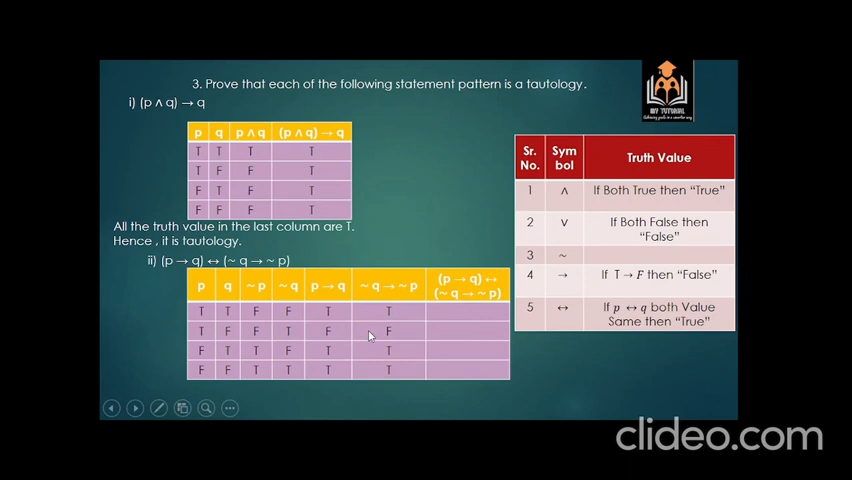 3. Prove that each of the following statement pattern is a tautology.
i) (p ∧ q) → q
p q p ∧ q (p ∧ q) → q
T T T T
T F F T
F T F T
F F F T
All the truth value in the last column are T.
Hence , it is tautology.
ii) (p → q) ↔ (~ q → ~ p)
p q ~ p ~ q p → q ~ q → ~ p (p → q) ↔
(~ q → ~ p)
T T F F T T
T F F T F F
F T T F T T
F F T T T T
MY TUTORIAL
Sr. No. Sym bol Truth Value
1 ∧ If Both True then “True”
2 ∨ If Both False then
“False”
3 ~
4 → If T → F then “False”
5 ↔ If p ↔ q both Value
Same then “True”
clideo.com